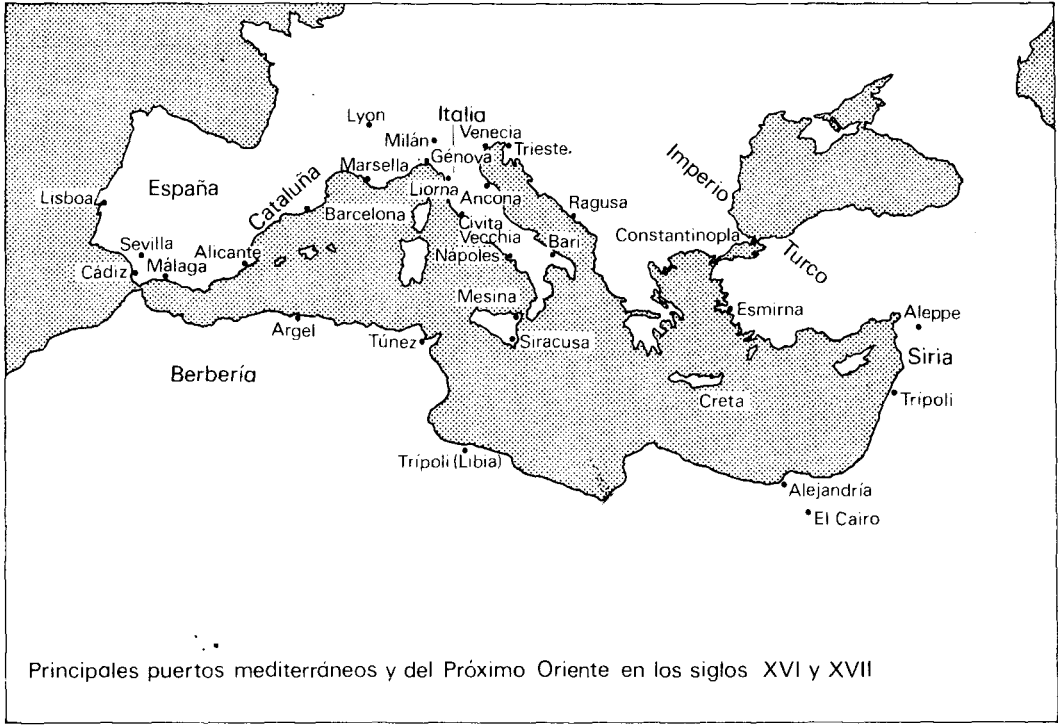 Lyon
Italia
Milán
Venecia
Trieste.
Génova
Marsella
Imperio
España
Cataluña
Liorna
Ancona
Lisboa
Barcelona
Ragusa
Civita
Vecchia
Constantinopla
Sevilla
Alicante
Bari
Turco
Cádiz
Málaga
Nápoles
Mesina
Esmirna
Aleppe
Argel
Túnez
Siracusa
Siria
Berbería
Creta
Trípoli
Trípoli (Libia)
Alejandría
El Cairo
Principales puertos mediterráneos y del Próximo Oriente en los siglos XVI y XVII